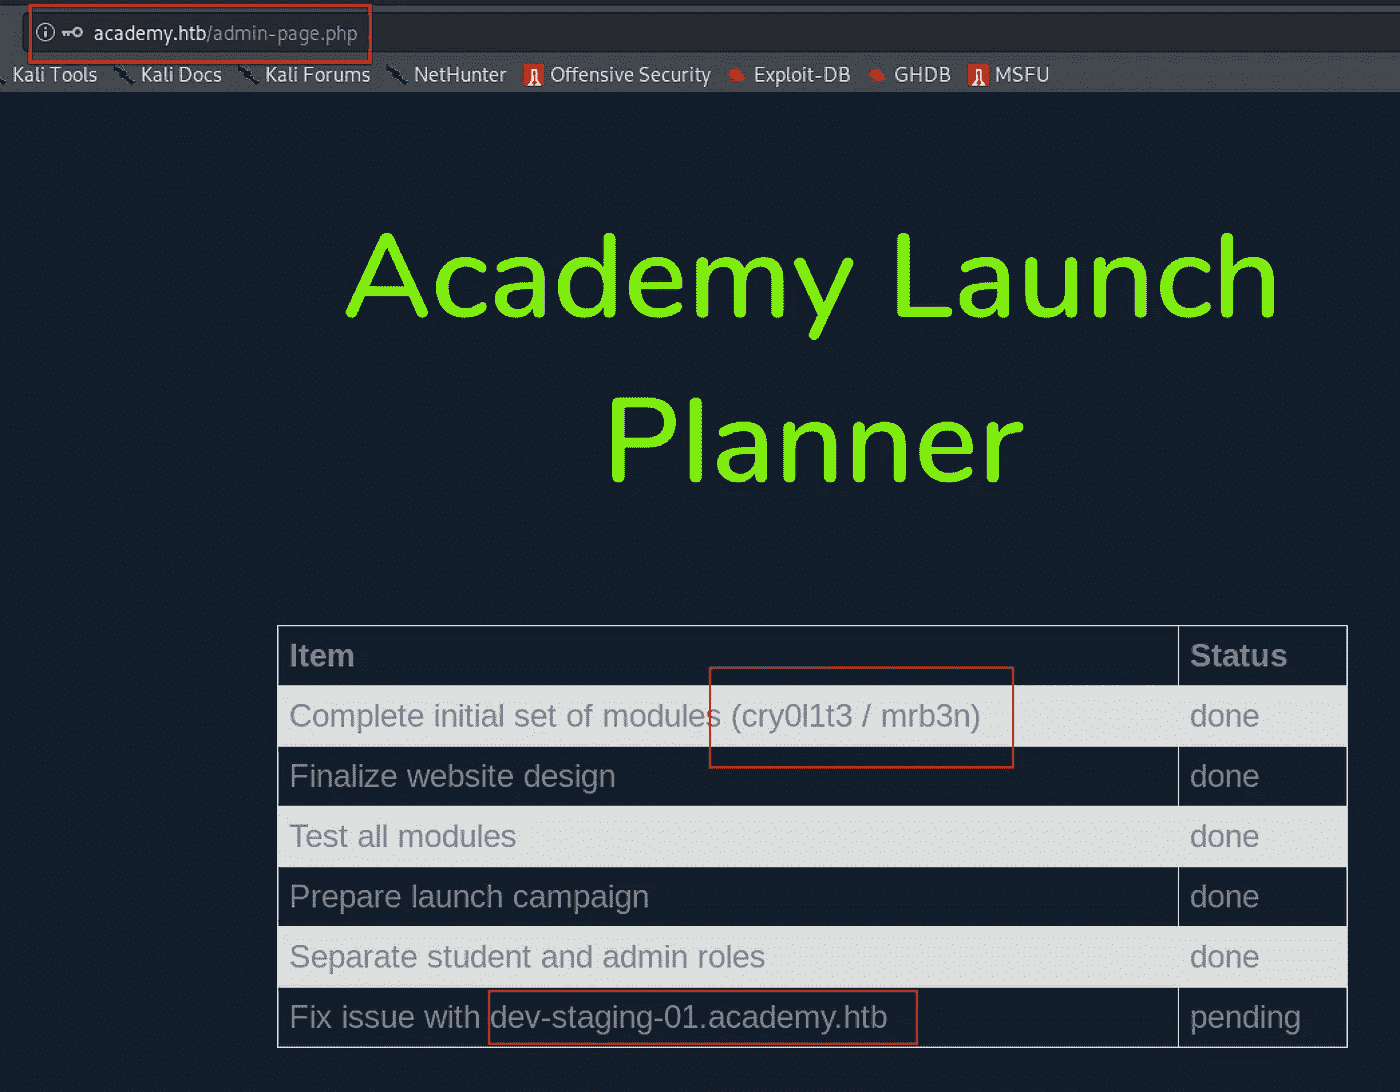 academy.htb/admin-page.php
Kali Tools Kali Docs Kali Forums NetHunter Offensive Security Exploit-DB GHDB MSFU
Academy Launch
Planner
Item Status
Complete initial set of modules (cry0l1t3 / mrb3n) done
Finalize website design done
Test all modules done
Prepare launch campaign done
Separate student and admin roles done
Fix issue with dev-staging-01.academy.htb pending